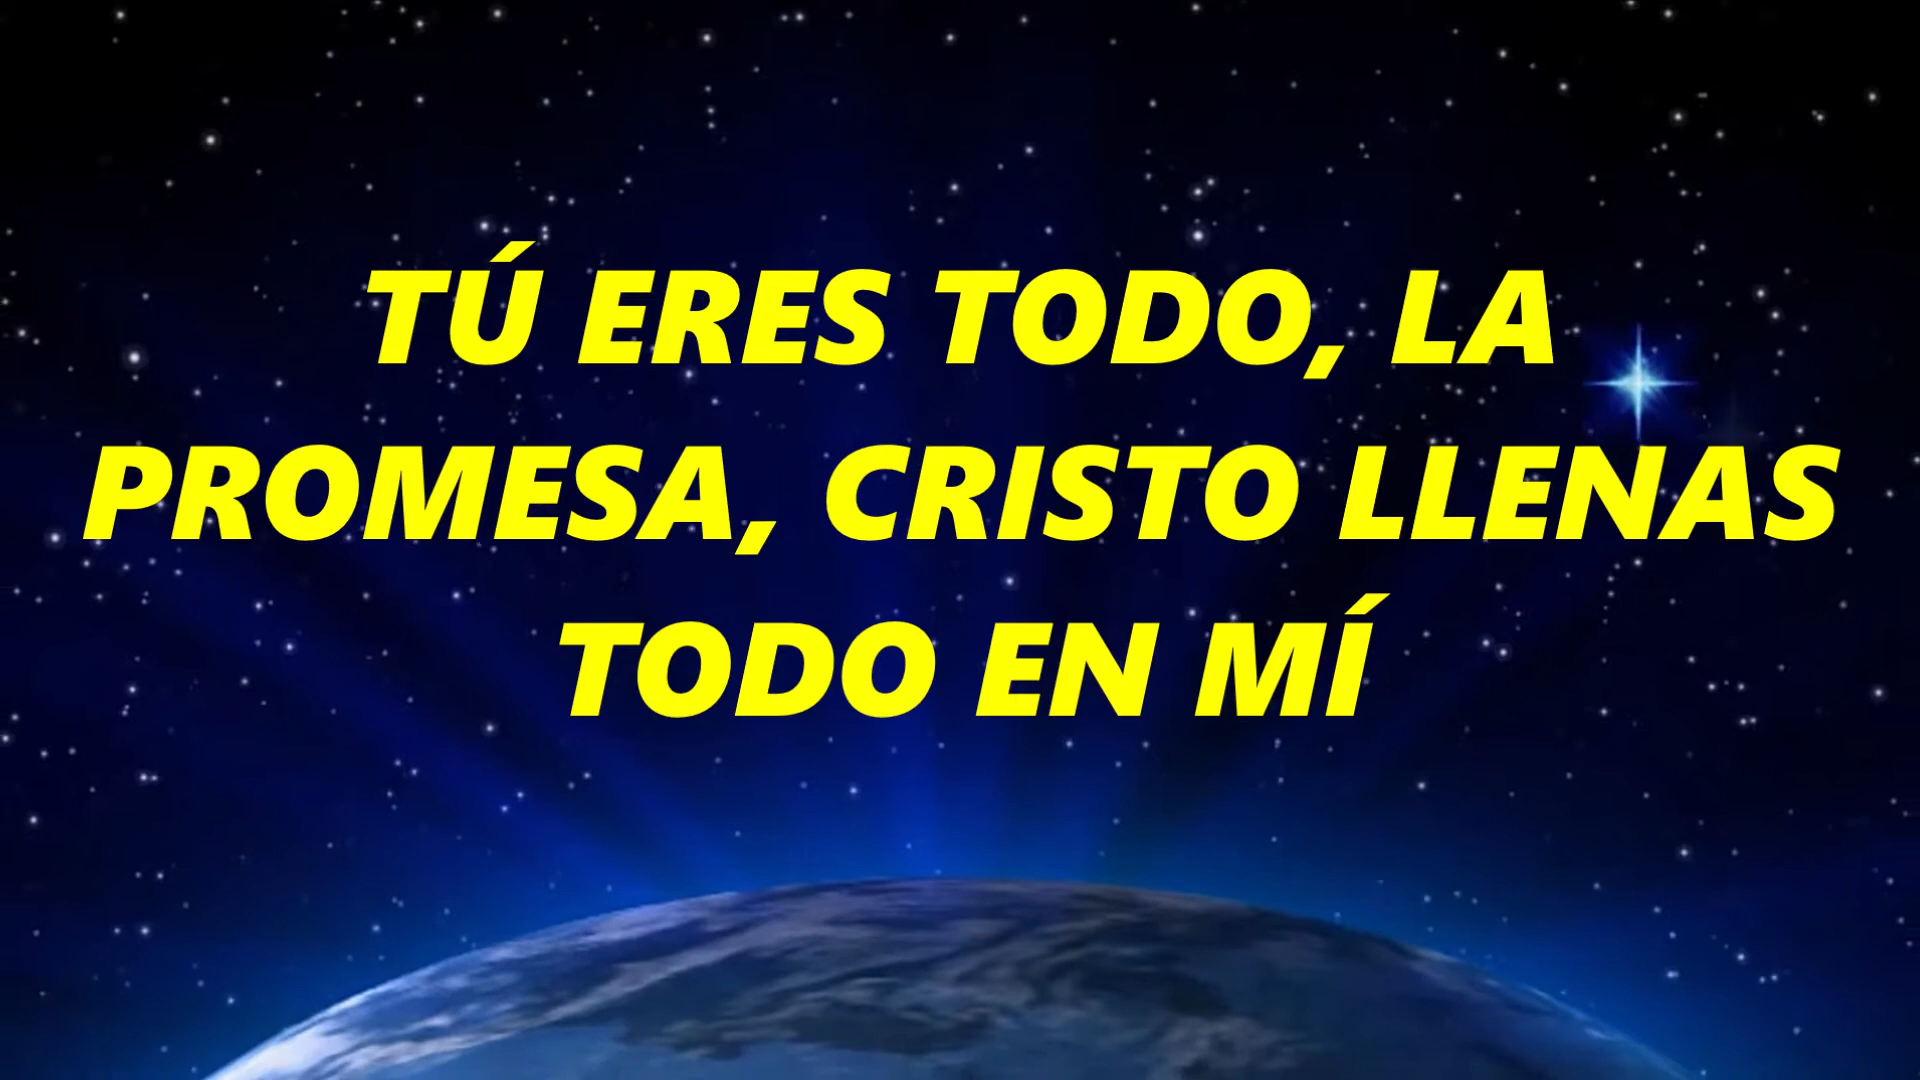 TÚ ERES TODO, LA
PROMESA, CRISTO LLENAS
TODO EN MÍ